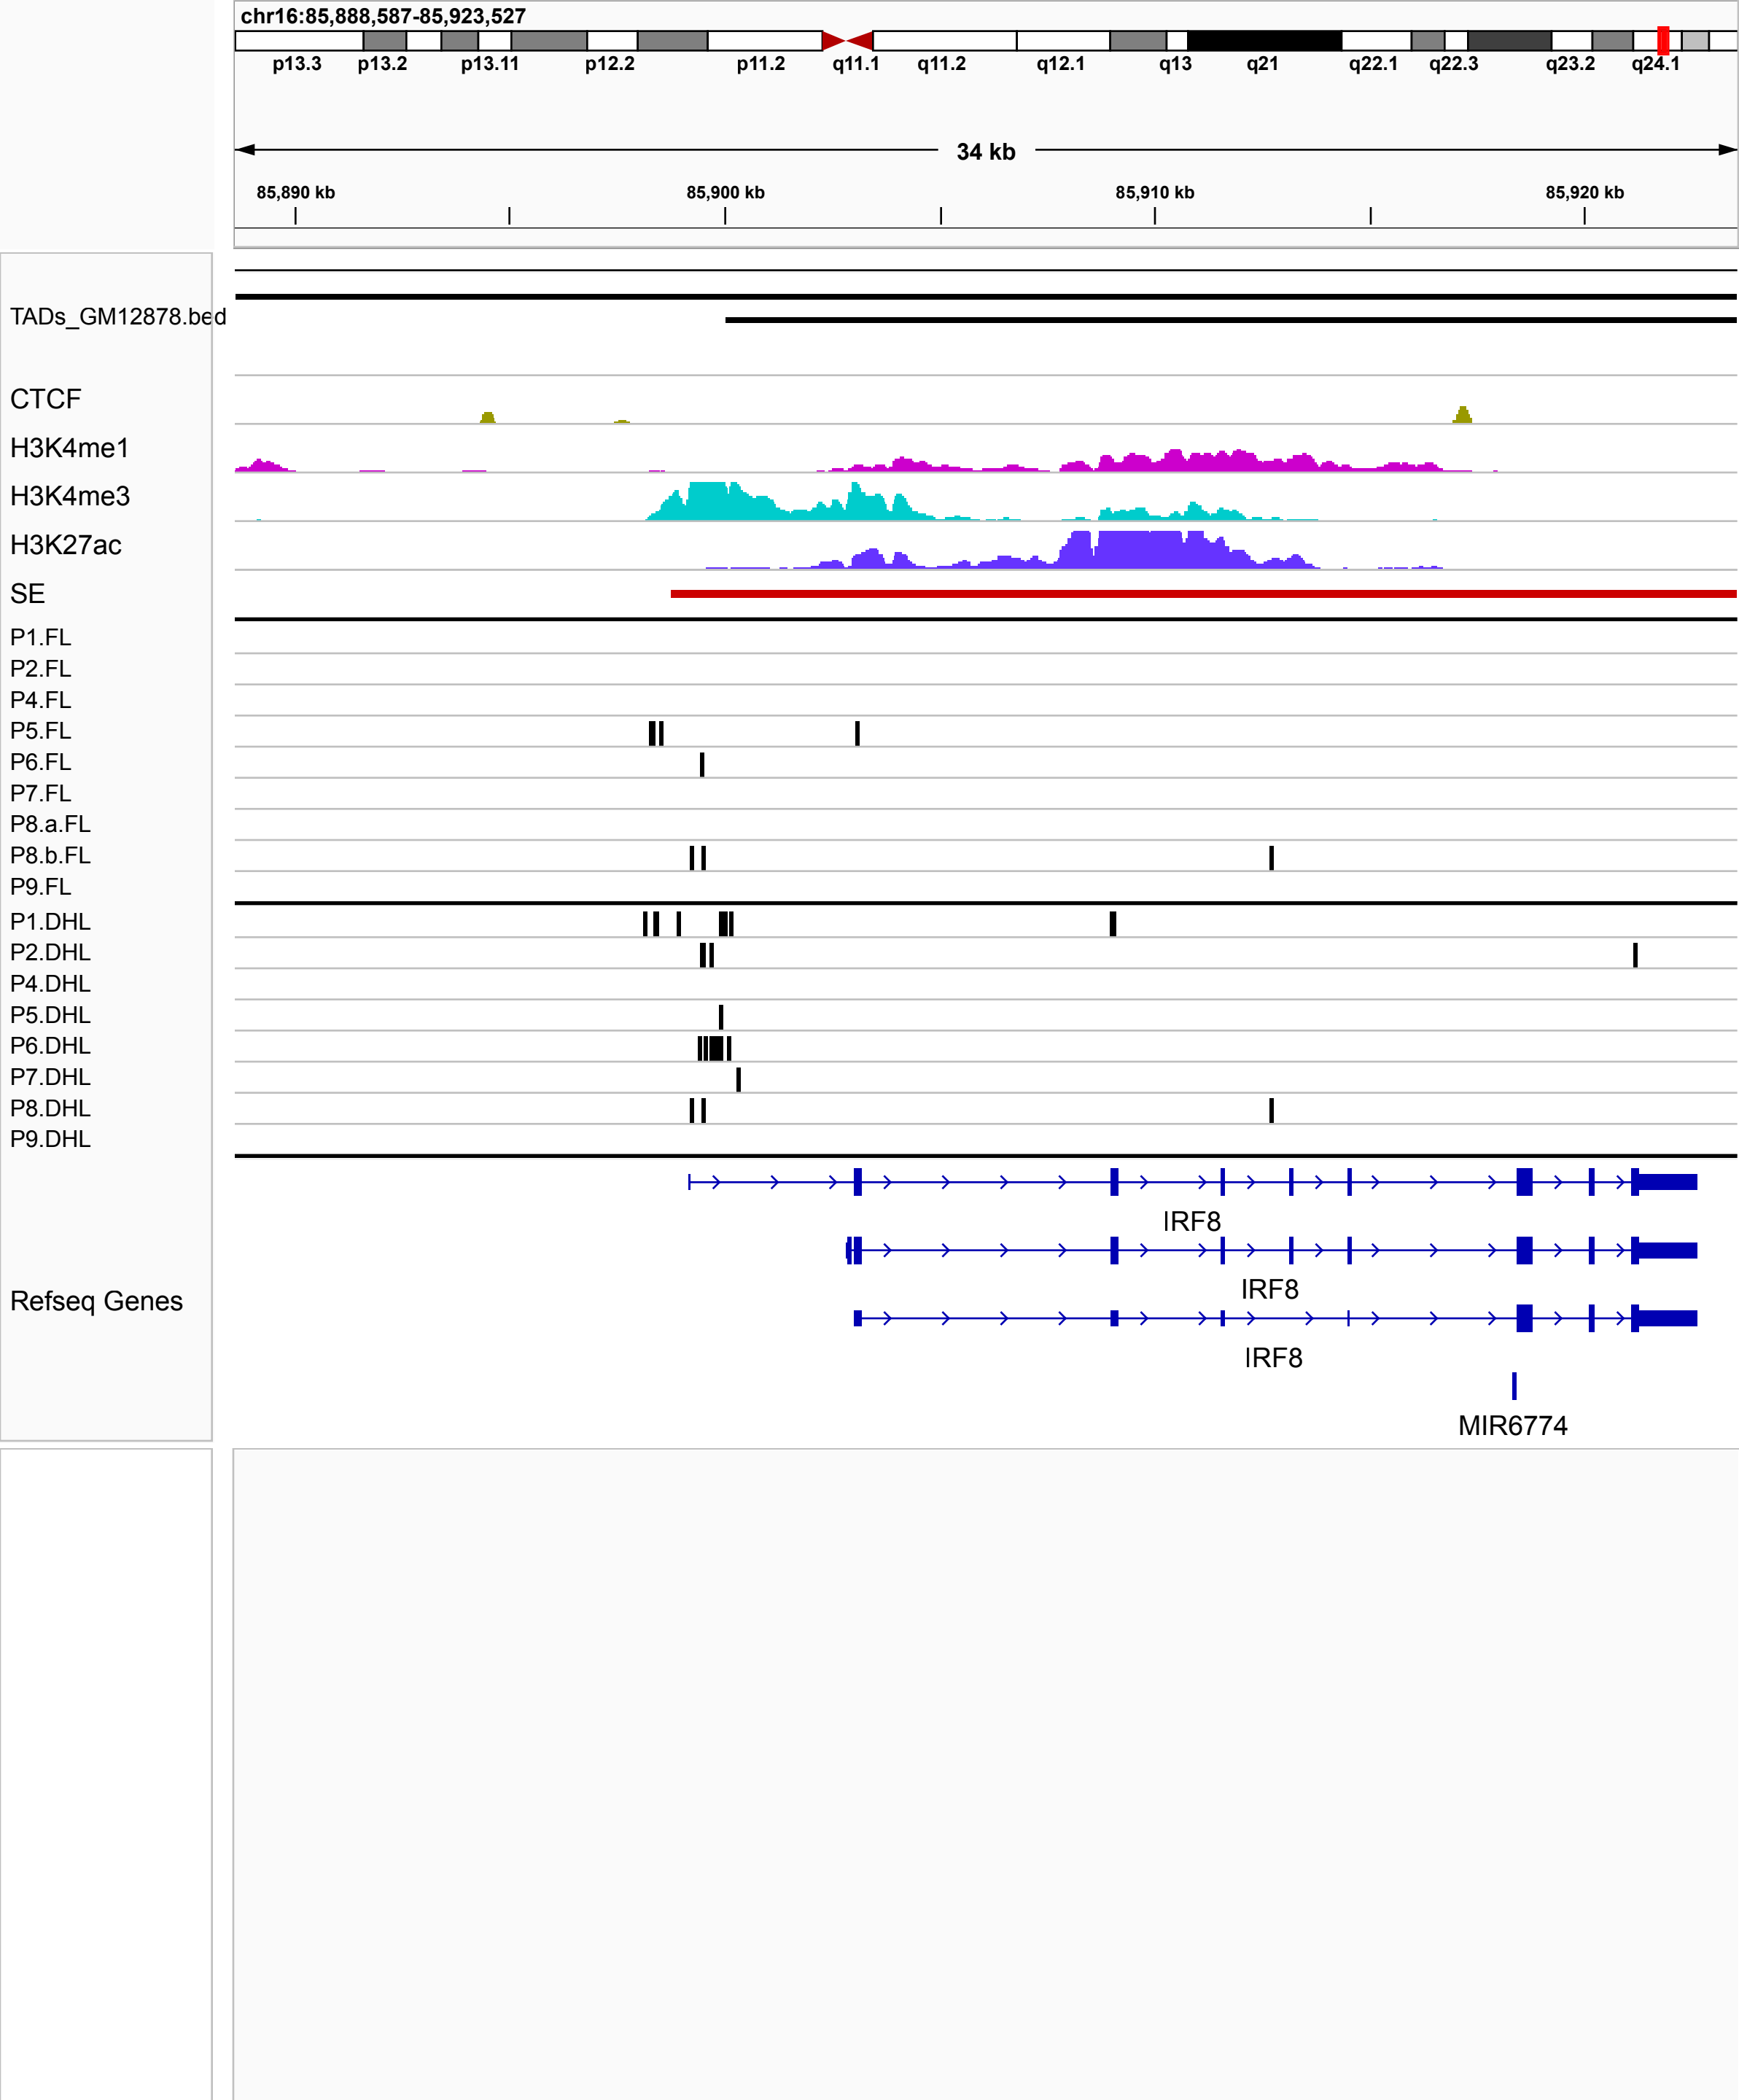 chr16:85,888,587-85,923,527
p13.3 p13.2 p13.11 p12.2 p11.2 q11.1 q11.2 q12.1 q13 q21 q22.1 q22.3 q23.2 q24.1
34 kb
85,890 kb 85,900 kb 85,910 kb 85,920 kb
TADs_GM12878.bed
CTCF
H3K4me1
H3K4me3
H3K27ac
SE
P1.FL
P2.FL
P4.FL
P5.FL
P6.FL
P7.FL
P8.a.FL
P8.b.FL
P9.FL
P1.DHL
P2.DHL
P4.DHL
P5.DHL
P6.DHL
P7.DHL
P8.DHL
P9.DHL
IRF8
IRF8
Refseq Genes
IRF8
MIR6774